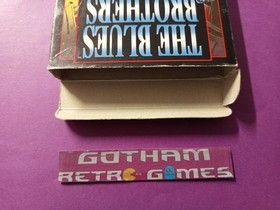 THE BLUES
BROTHERS
GOTHAM
RETRO GAMES